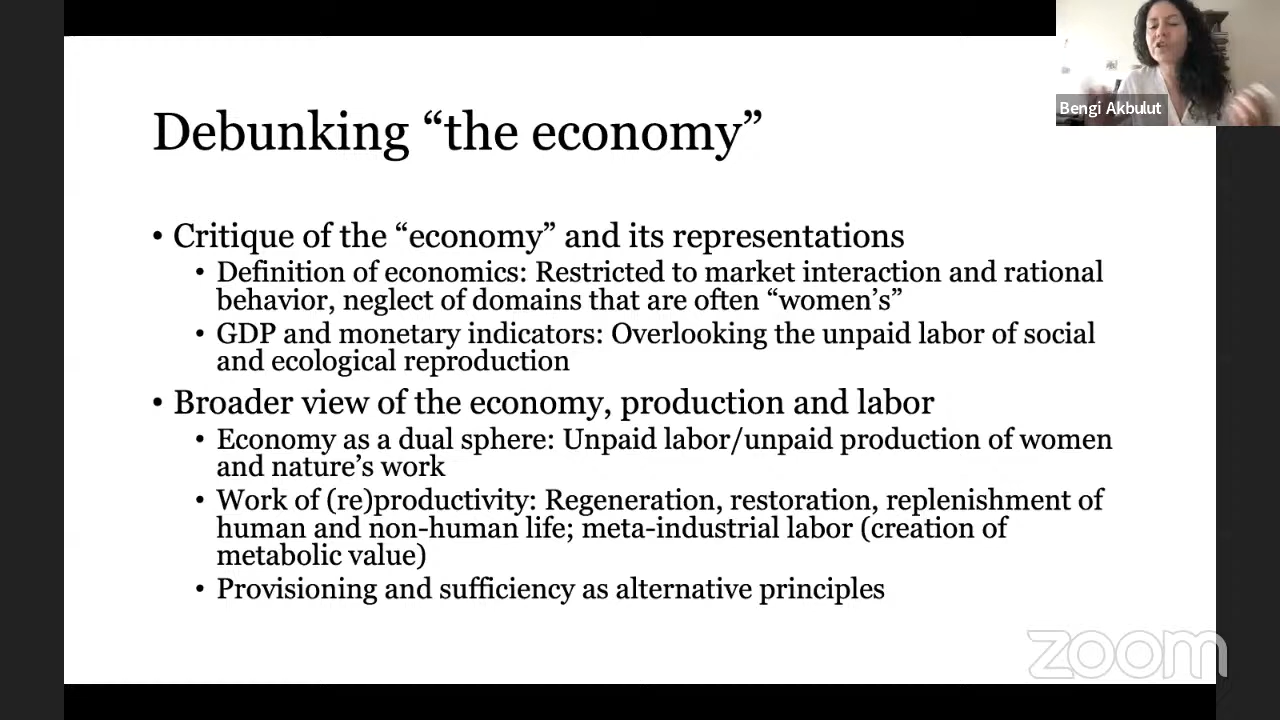 Bengi Akbulut
Debunking “the economy”
• Critique of the “economy” and its representations
• Definition of economics: Restricted to market interaction and rational
behavior, neglect of domains that are often “women’s”
• GDP and monetary indicators: Overlooking the unpaid labor of social
and ecological reproduction
• Broader view of the economy, production and labor
• Economy as a dual sphere: Unpaid labor/unpaid production of women
and nature’s work
• Work of (re)productivity: Regeneration, restoration, replenishment of
human and non-human life; meta-industrial labor (creation of
metabolic value)
• Provisioning and sufficiency as alternative principles
zoom